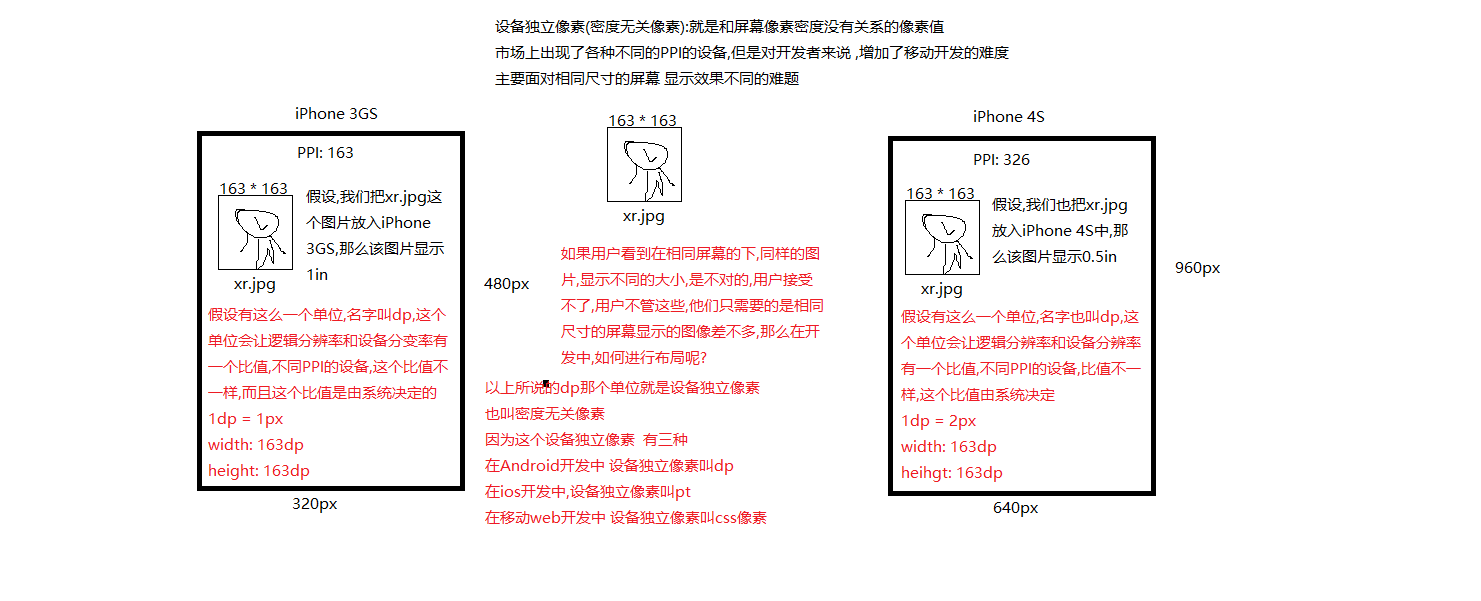 设备独立像素(密度无关像素):就是和屏幕像素密度没有关系的像素值
市场上出现了各种不同的PPI的设备,但是对开发者来说 ,增加了移动开发的难度
主要面对相同尺寸的屏幕 显示效果不同的难题
iPhone 3GS
PPI: 163
163 * 163
xr.jpg
假设,我们把xr.jpg这
个图片放入iPhone
3GS,那么该图片显示
1in
假设有这么一个单位,名字叫dp,这个
单位会让逻辑分辨率和设备分变率有
一个比值,不同PPI的设备,这个比值不
一样,而且这个比值是由系统决定的
1dp = 1px
width: 163dp
height: 163dp
320px
480px
163 * 163
xr.jpg
如果用户看到在相同屏幕的下,同样的图
片,显示不同的大小,是不对的,用户接受
不了,用户不管这些,他们只需要的是相同
尺寸的屏幕显示的图像差不多,那么在开
发中,如何进行布局呢?
以上所说的dp那个单位就是设备独立像素
也叫密度无关像素
因为这个设备独立像素 有三种
在Android开发中 设备独立像素叫dp
在ios开发中,设备独立像素叫pt
在移动web开发中 设备独立像素叫css像素
iPhone 4S
PPI: 326
163 * 163
xr.jpg
假设,我们也把xr.jpg
放入iPhone 4S中,那
么该图片显示0.5in
假设有这么一个单位,名字也叫dp,这
个单位会让逻辑分辨率和设备分辨率
有一个比值,不同PPI的设备,比值不一
样,这个比值由系统决定
1dp = 2px
width: 163dp
heihgt: 163dp
640px
960px